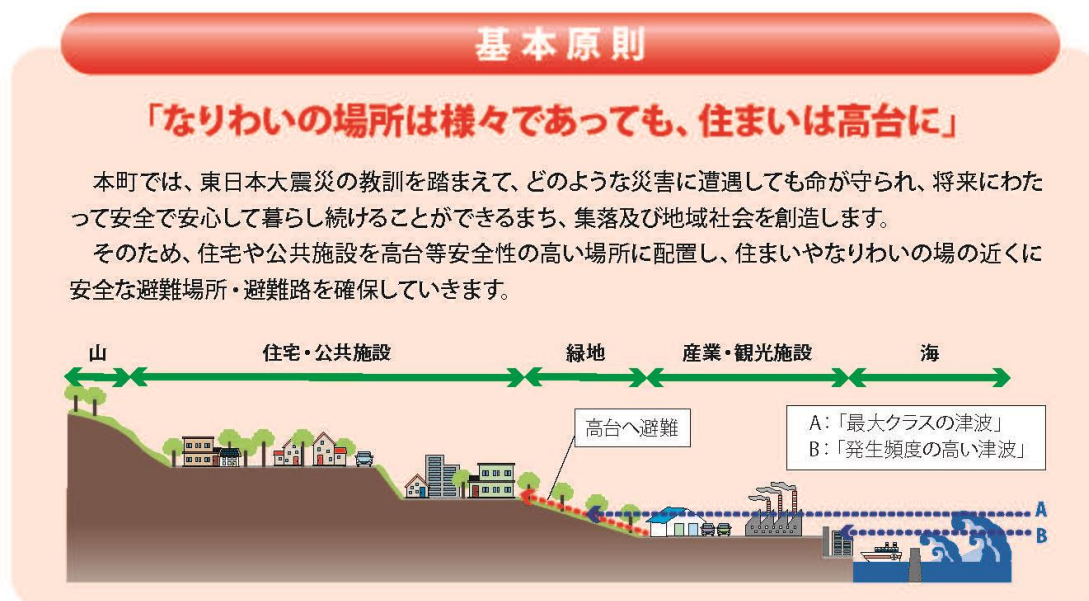 基本原則
「なりわいの場所は様々であっても、住まいは高台に」
本町では、東日本大震災の教訓を踏まえて、どのような災害に遭遇しても命が守られ、将来にわた
って安全で安心して暮らし続けることができるまち、集落及び地域社会を創造します。
そのため、住宅や公共施設を高台等安全性の高い場所に配置し、住まいやなりわいの場の近くに
安全な避難場所・避難路を確保していきます。
山 住宅・公共施設 緑地 産業・観光施設 海
高台へ避難
A：「最大クラスの津波」
B：「発生頻度の高い津波」
A
B